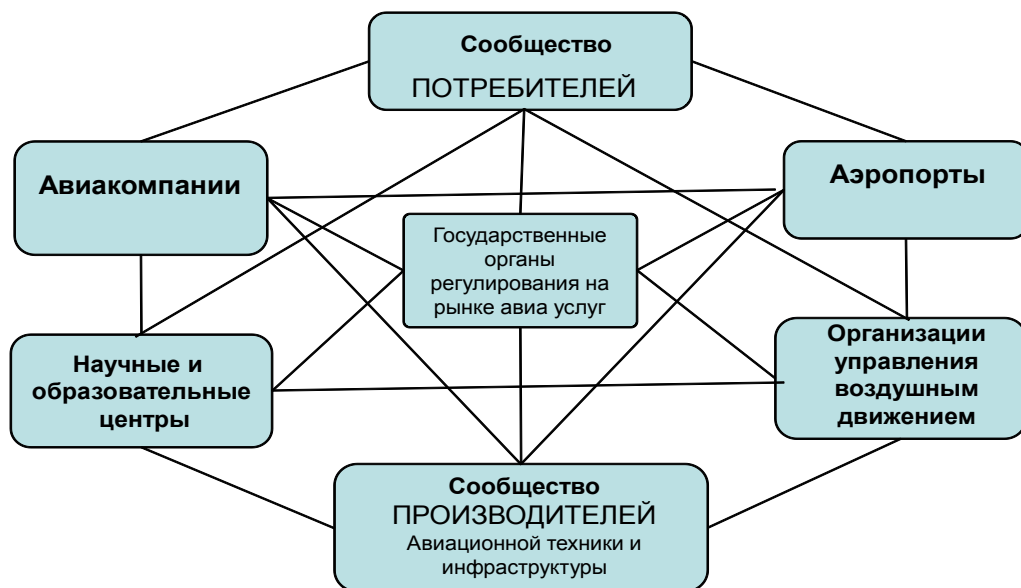 Сообщество
ПОТРЕБИТЕЛЕЙ
Авиакомпании
Аэропорты
Государственные
органы
регулирования на
рынке авиа услуг
Научные и
образовательные
центры
Организации
управления
воздушным
движением
Сообщество
ПРОИЗВОДИТЕЛЕЙ
Авиационной техники и
инфраструктуры